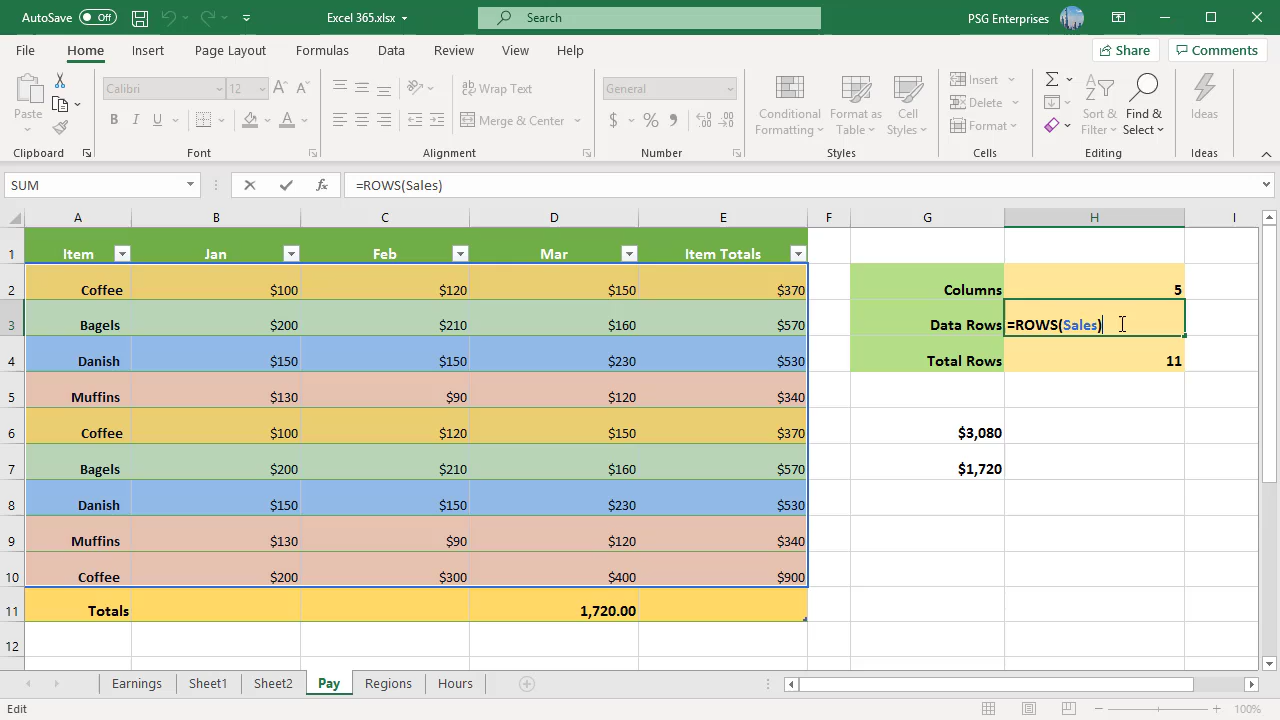 AutoSave Off Excel 365.xlsx Search PSG Enterprises
File Home Insert Page Layout Formulas Data Review View Help Share Comments
Calibri 12 Wrap Text General Insert
Paste Merge & Center Conditional Formatting Format as Table Cell Styles Delete Sort & Filter Find & Select Ideas
Format
Clipboard Font Alignment Number Styles Cells Editing Ideas
SUM =ROWS(Sales)
A B C D E F G H I
1 Item Jan Feb Mar Item Totals
2 Coffee $100 $120 $150 $370 Columns 5
3 Bagels $200 $210 $160 $570 Data Rows =ROWS(Sales)
4 Danish $150 $150 $230 $530 Total Rows 11
5 Muffins $130 $90 $120 $340
6 Coffee $100 $120 $150 $370 $3,080
7 Bagels $200 $210 $160 $570 $1,720
8 Danish $150 $150 $230 $530
9 Muffins $130 $90 $120 $340
10 Coffee $200 $300 $400 $900
11 Totals 1,720.00
12
Earnings Sheet1 Sheet2 Pay Regions Hours
Edit 100%